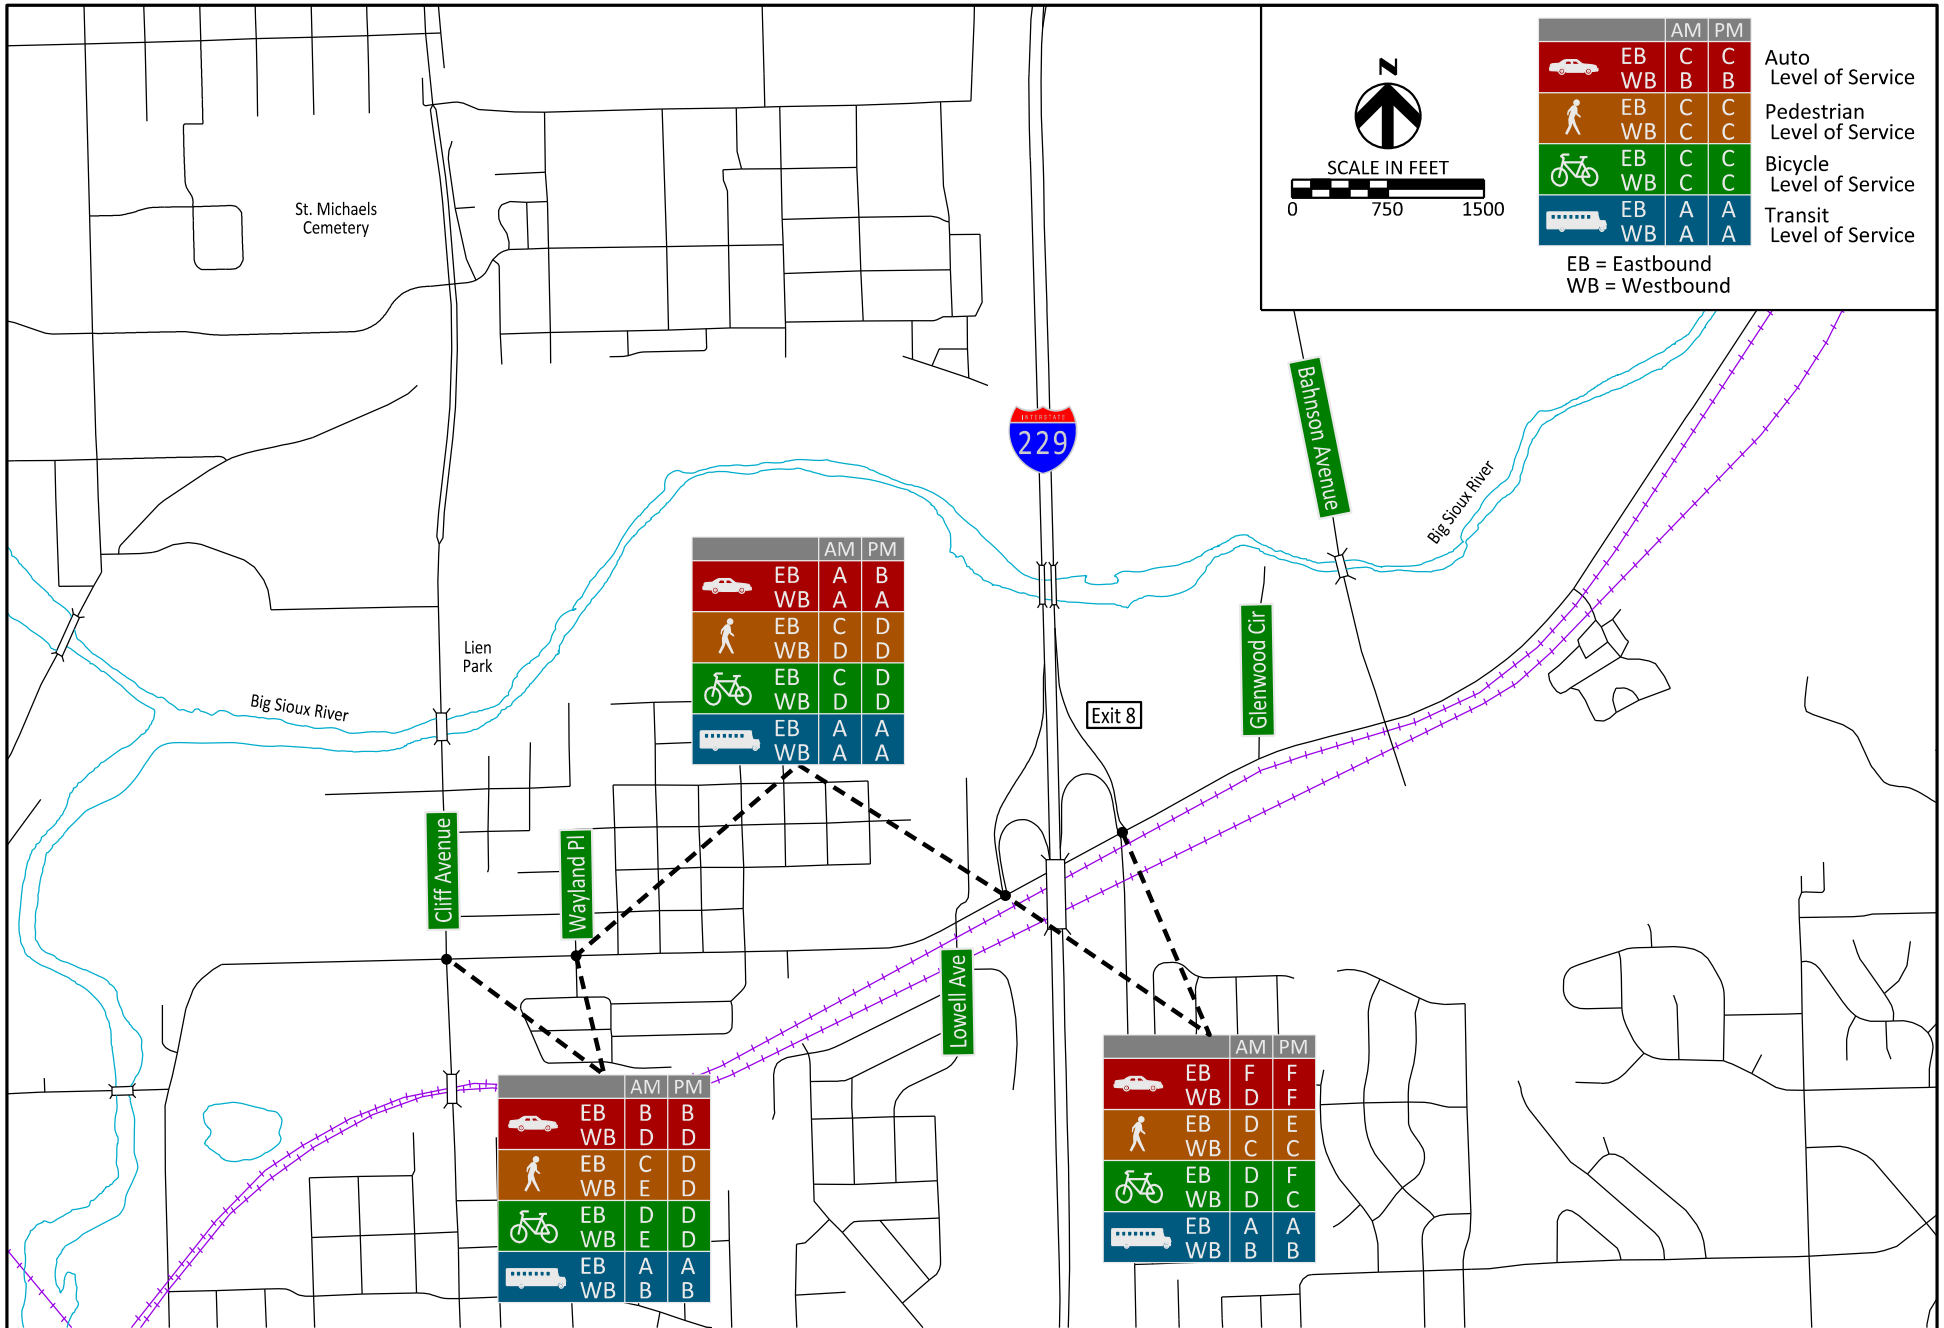 AM PM
EB C C
WB B B
Auto
Level of Service
EB C C
WB C C
Pedestrian
Level of Service
EB C C
WB C C
Bicycle
Level of Service
EB A A
WB A A
Transit
Level of Service
EB = Eastbound
WB = Westbound
N
SCALE IN FEET
0 750 1500
St. Michaels
Cemetery
Bahnson Avenue
INTERSTATE
229
Big Sioux River
AM PM
EB A B
WB A A
EB C D
WB D D
EB C D
WB D D
EB A A
WB A A
Glenwood Cir
Lien
Park
Big Sioux River
Exit 8
Cliff Avenue
Wayland Pl
Lowell Ave
AM PM
EB F F
WB D F
EB D E
WB C C
EB D F
WB D C
EB A A
WB B B
AM PM
EB B B
WB D D
EB C D
WB E D
EB D D
WB E D
EB A A
WB B B